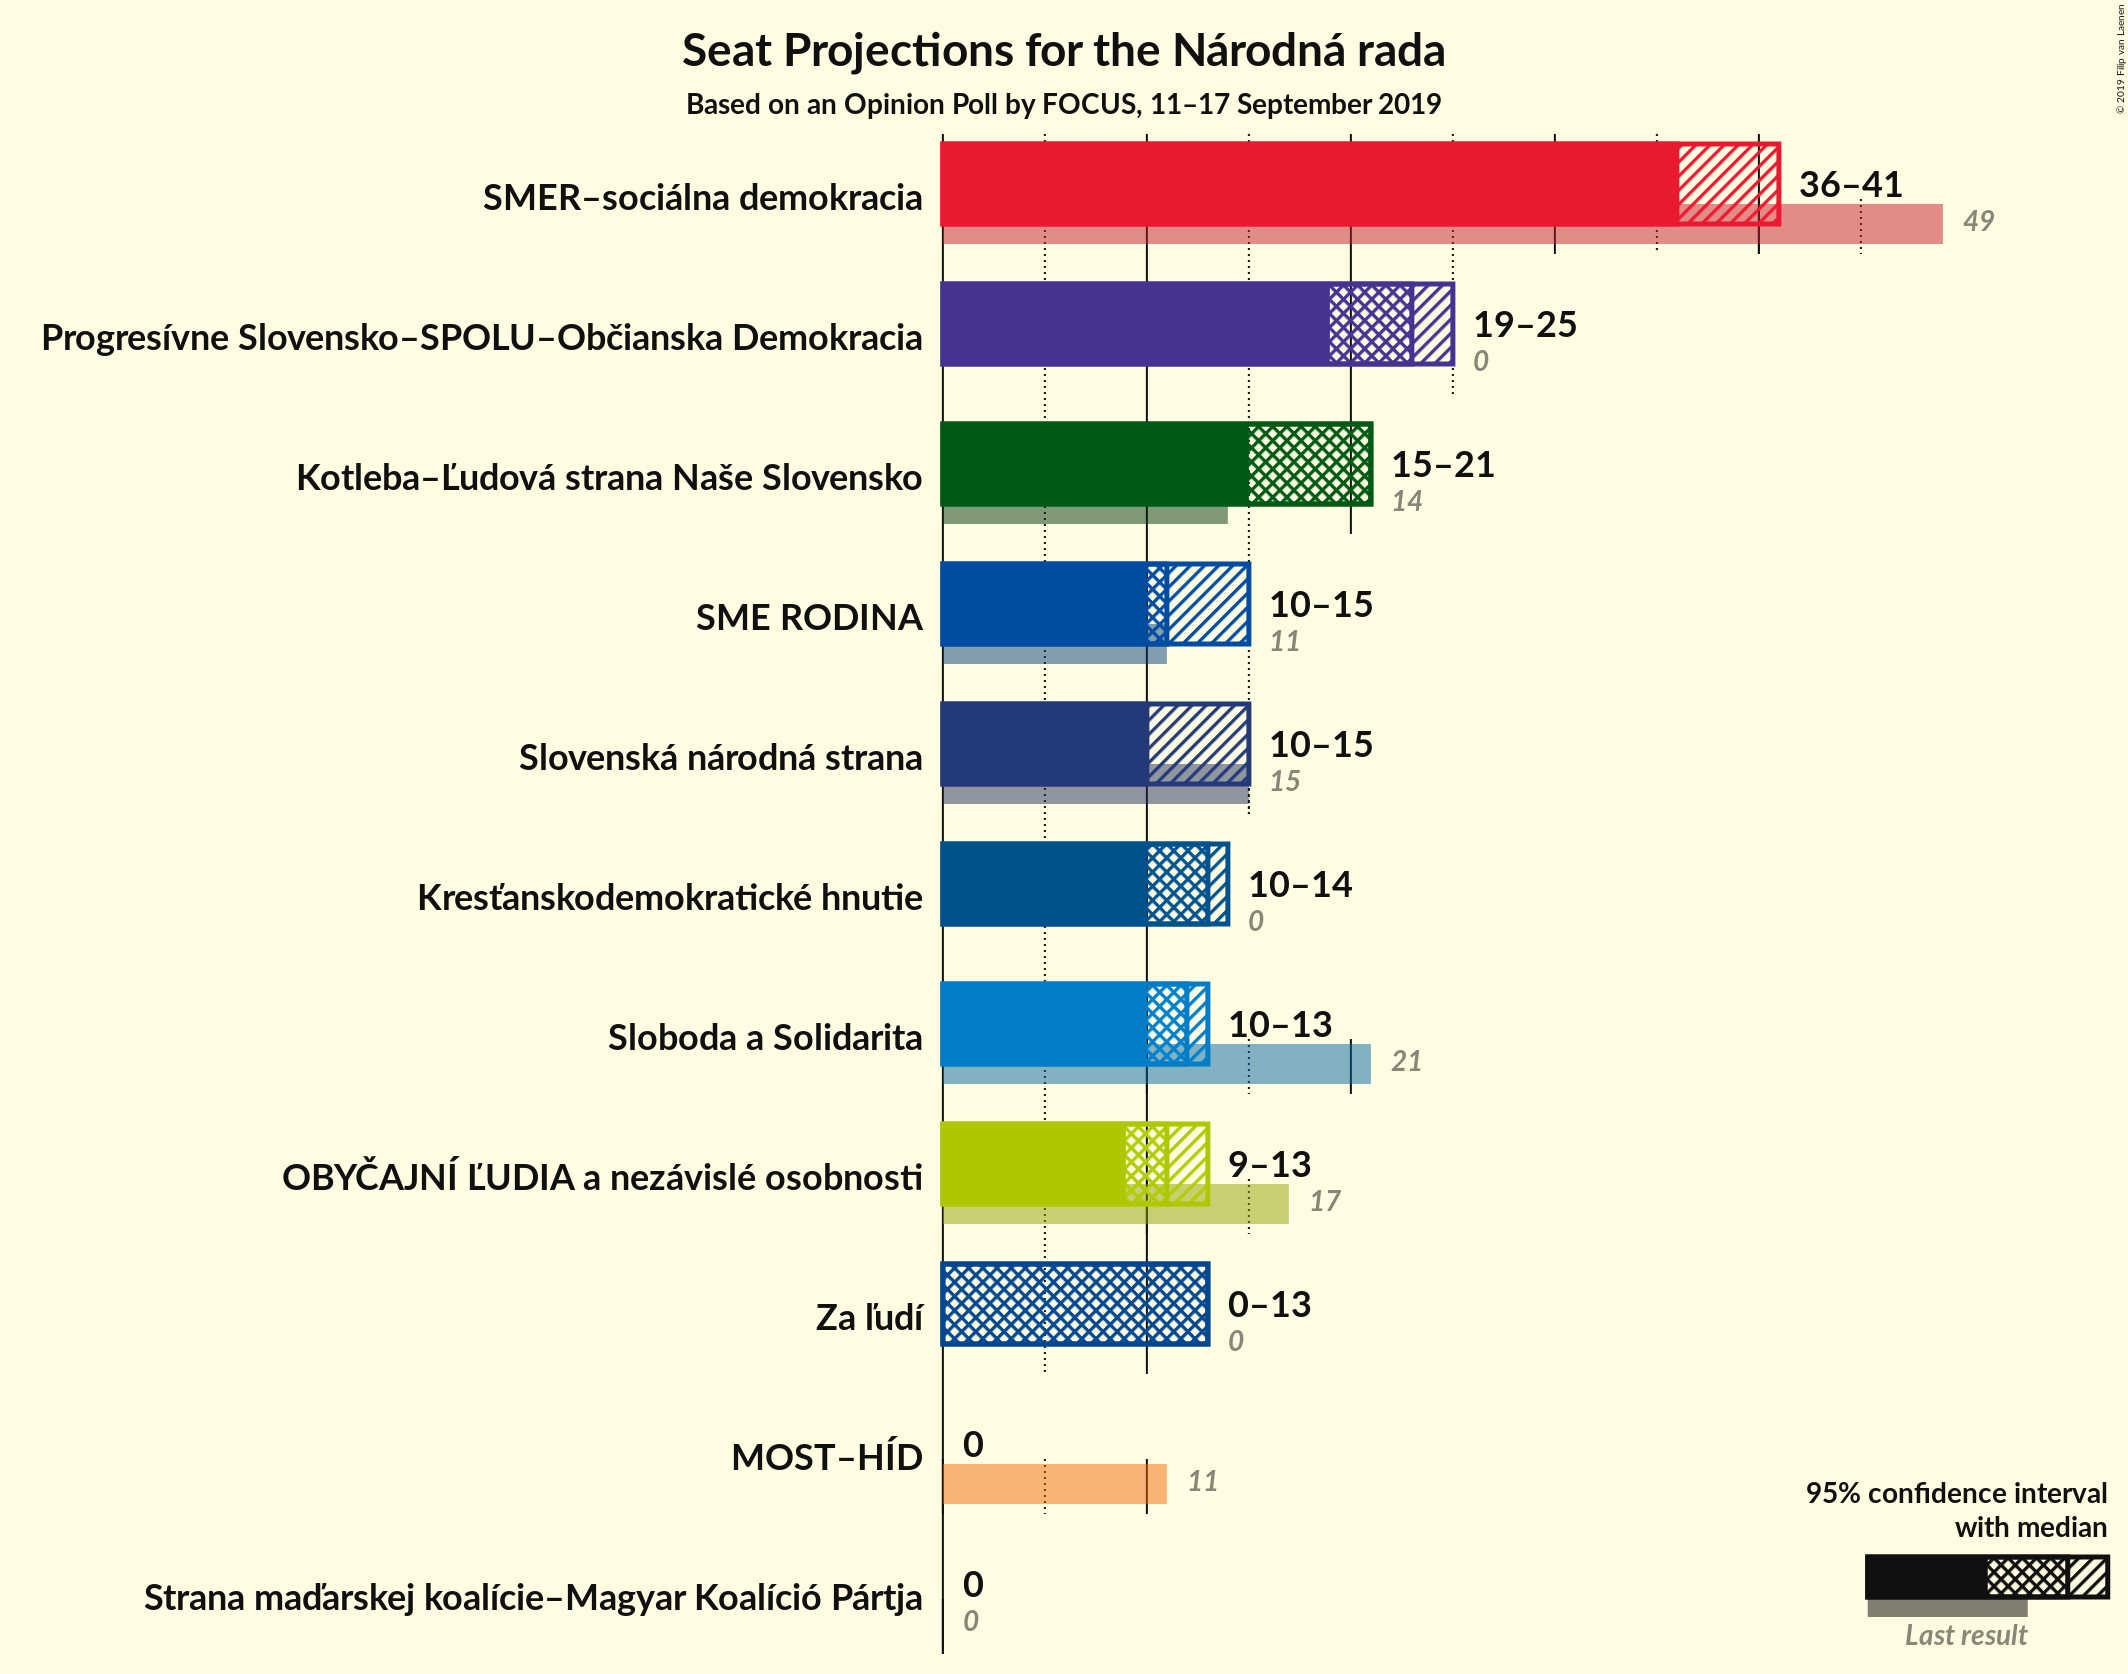 Seat Projections for the Národná rada
Based on an Opinion Poll by FOCUS, 11–17 September 2019
© 2019 Filip van Laenen
SMER–sociálna demokracia
36–41
49
Progresívne Slovensko–SPOLU–Občianska Demokracia
19–25
0
Kotleba–Ľudová strana Naše Slovensko
15–21
14
SME RODINA
10–15
11
Slovenská národná strana
10–15
15
Kresťanskodemokratické hnutie
10–14
0
Sloboda a Solidarita
10–13
21
OBYČAJNÍ ĽUDIA a nezávislé osobnosti
9–13
17
Za ľudí
0–13
0
MOST–HÍD
0
11
Strana maďarskej koalície–Magyar Koalíció Pártja
0
0
95% confidence interval
with median
Last result